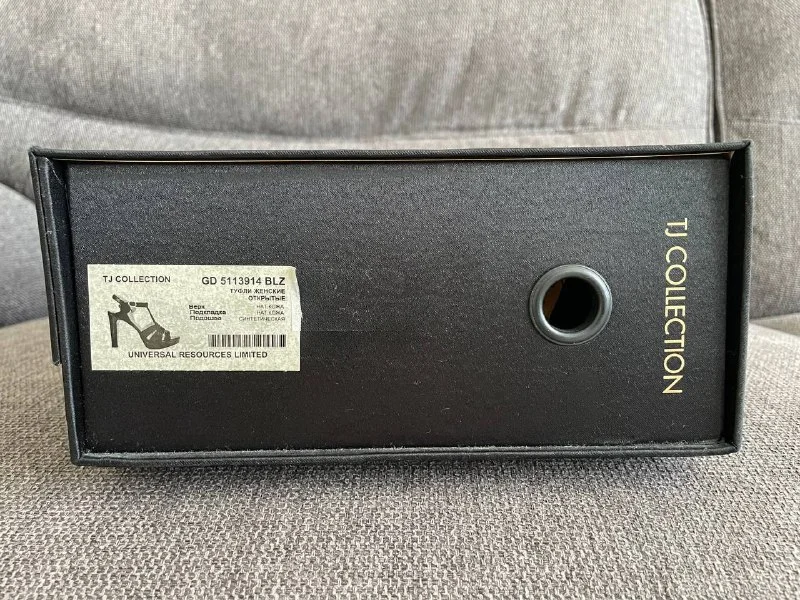 TJ COLLECTION GD 5113914 BLZ
ТУФЛИ ЖЕНСКИЕ
ОТКРЫТЫЕ
Верх НАТ.КОЖА
Подкладка НАТ.КОЖА
Подошва СИНТЕТИЧЕСКАЯ
UNIVERSAL RESOURCES LIMITED
TJ COLLECTION